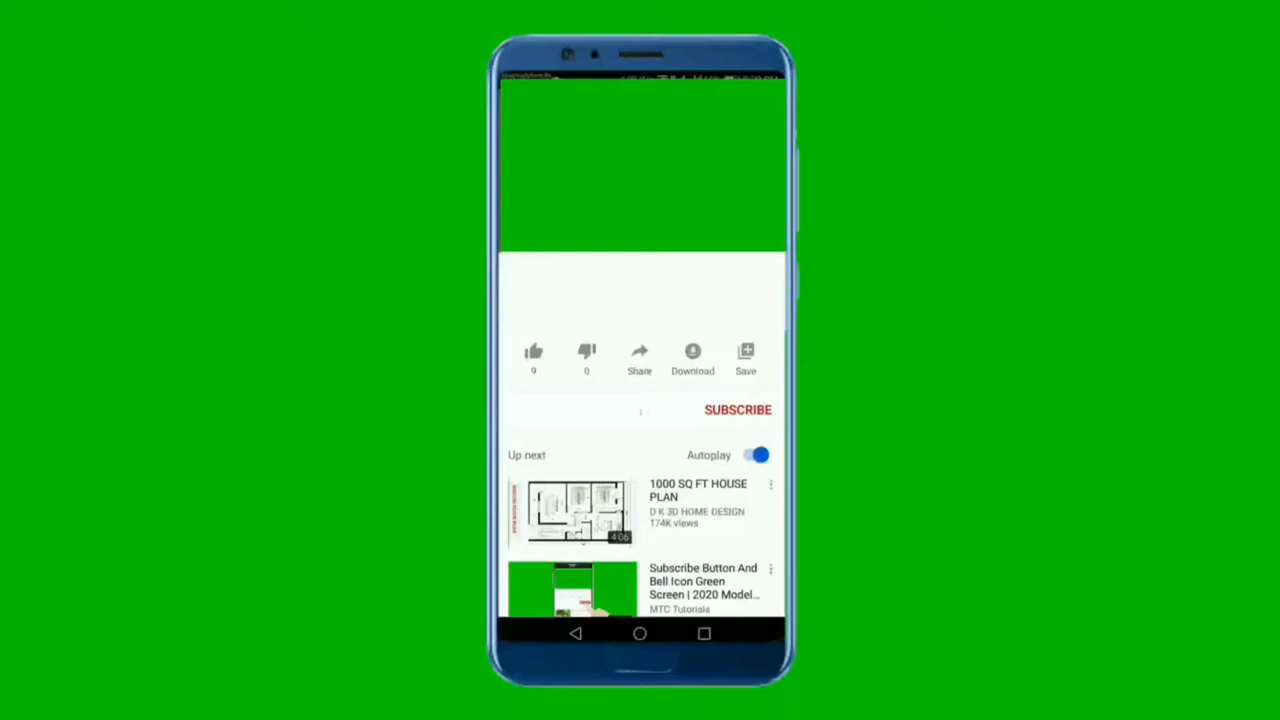 9
0
Share
Download
Save
SUBSCRIBE
Up next
Autoplay
1000 SQ FT HOUSE
PLAN
D K 3D HOME DESIGN
174K views
4:06
Subscribe Button And
Bell Icon Green
Screen | 2020 Model...
MTC Tutorials